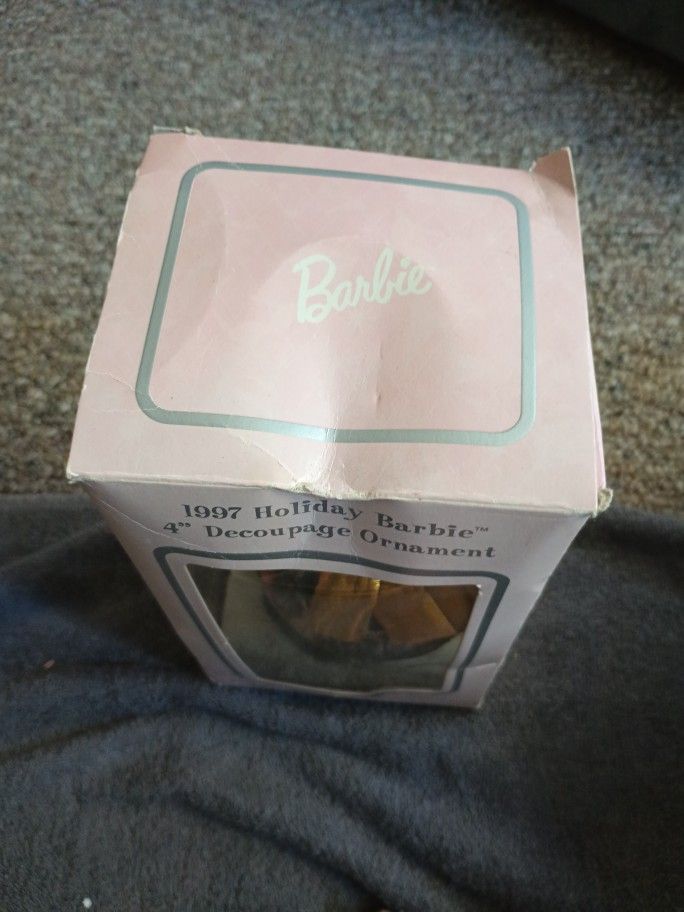 Barbie
1997 Holiday Barbie™
4" Decoupage Ornament